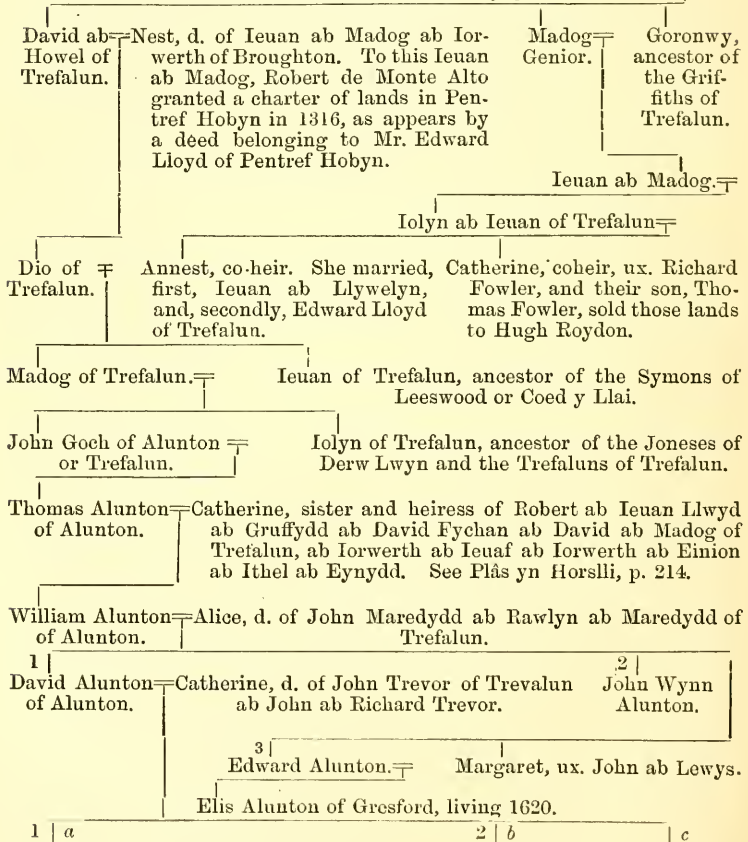 David ab Nest, d. of Ieuan ab Madog ab Ior- Madog Goronwy,
Howel of werth of Broughton. To this Ieuan Genior. ancestor of
Trefalun. ab Madog, Robert de Monte Alto the Grif-
granted a charter of lands in Pen- fiths of
tref Hobyn in 1316, as appears by Trefalun.
a deed belonging to Mr. Edward
Lloyd of Pentref Hobyn.
Ieuan ab Madog.
Iolyn ab Ieuan of Trefalun
Dio of Annest, co-heir. She married, Catherine, coheir, ux. Richard
Trefalun. first, Ieuan ab Llywelyn, Fowler, and their son, Tho-
and, secondly, Edward Lloyd mas Fowler, sold those lands
of Trefalun. to Hugh Roydon.
Madog of Trefalun. Ieuan of Trefalun, ancestor of the Symons of
Leeswood or Coed y Llai.
John Goch of Alunton Iolyn of Trefalun, ancestor of the Joneses of
or Trefalun. Derw Lwyn and the Trefaluns of Trefalun.
Thomas Alunton Catherine, sister and heiress of Robert ab Ieuan Llwyd
of Alunton. ab Gruffydd ab David Fychan ab David ab Madog of
Trefalun, ab Iorwerth ab Ieuaf ab Iorwerth ab Einion
ab Ithel ab Eynydd. See Plâs yn Horslli, p. 214.
William Alunton Alice, d. of John Maredydd ab Rawlyn ab Maredydd of
of Alunton. Trefalun.
1 2
David Alunton Catherine, d. of John Trevor of Trevalun John Wynn
of Alunton. ab John ab Richard Trevor. Alunton.
3
Edward Alunton. Margaret, ux. John ab Lewys.
Elis Alunton of Gresford, living 1620.
1 a 2 b c